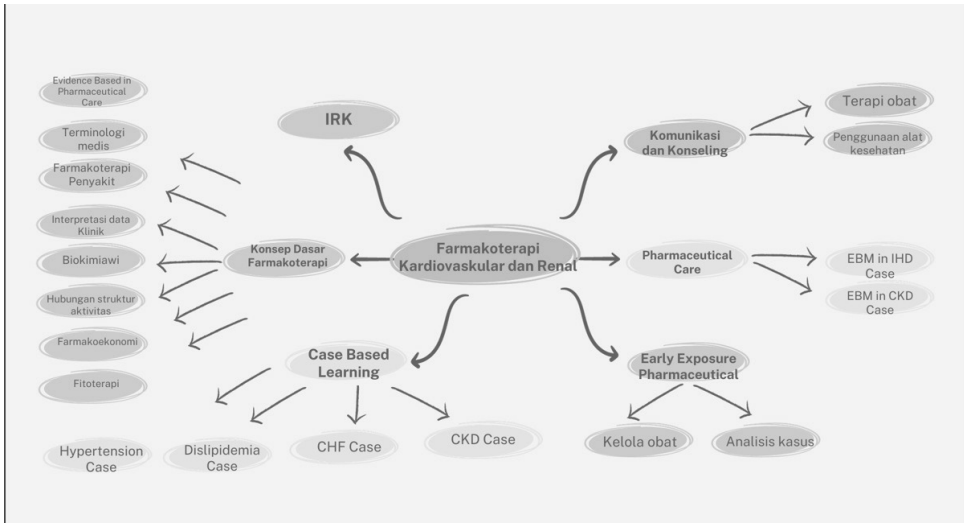 Evidence Based in
Pharmaceutical
Care
Terminologi
medis
Farmakoterapi
Penyakit
Interpretasi data
Klinik
Biokimiawi
Hubungan struktur
aktivitas
Farmakoekonomi
Fitoterapi
IRK
Konsep Dasar
Farmakoterapi
Farmakoterapi
Kardiovaskular dan Renal
Komunikasi
dan Konseling
Terapi obat
Penggunaan alat
kesehatan
Pharmaceutical
Care
EBM in IHD
Case
EBM in CKD
Case
Case Based
Learning
Hypertension
Case
Dislipidemia
Case
CHF Case
CKD Case
Early Exposure
Pharmaceutical
Kelola obat
Analisis kasus